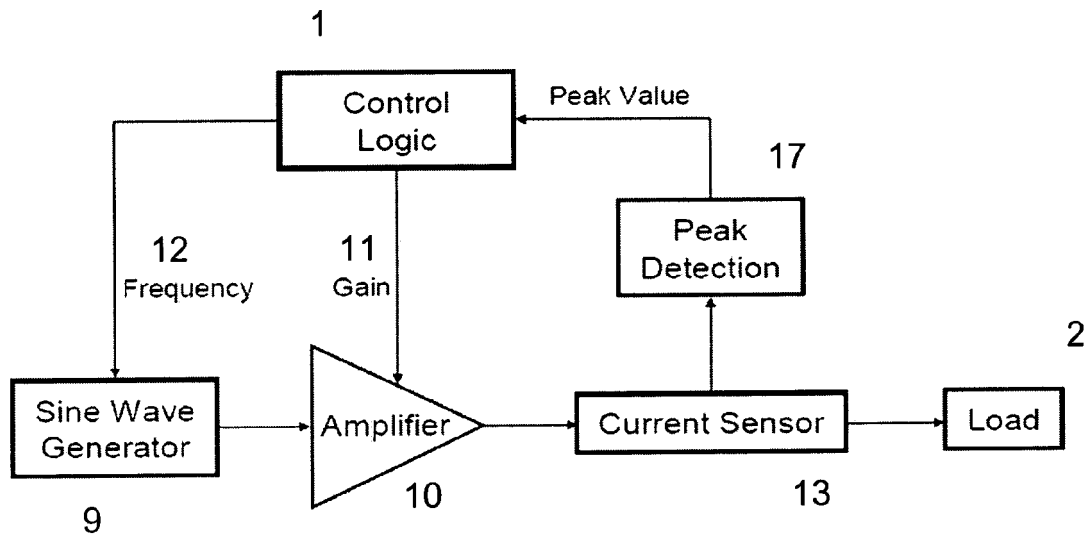 1
Control
Logic
Peak Value
17
Peak
Detection
12
Frequency
11
Gain
2
Sine Wave
Generator
Amplifier
Current Sensor
Load
10
13
9